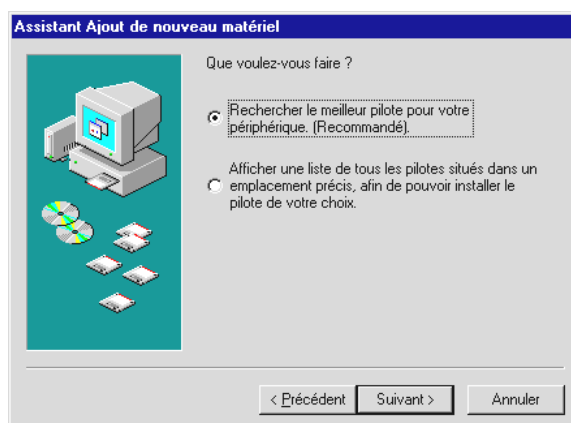 Assistant Ajout de nouveau matériel
Que voulez-vous faire ?
Rechercher le meilleur pilote pour votre
périphérique. (Recommandé).
Afficher une liste de tous les pilotes situés dans un
emplacement précis, afin de pouvoir installer le
pilote de votre choix.
< Précédent
Suivant >
Annuler